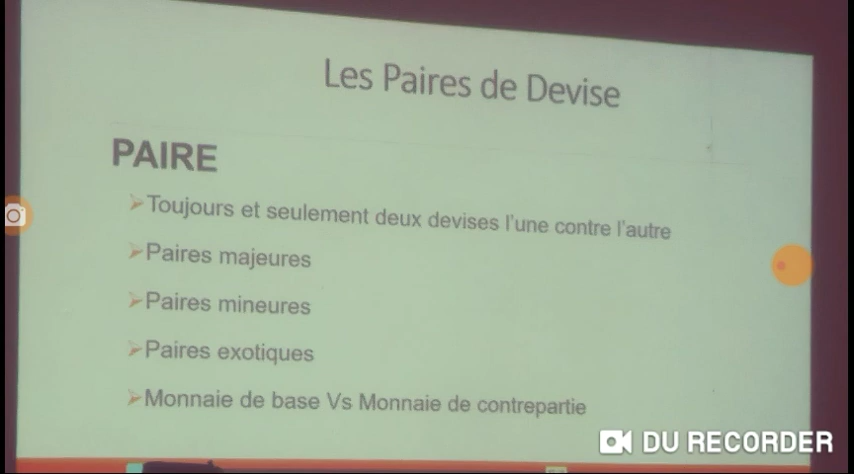 Les Paires de Devise
PAIRE
Toujours et seulement deux devises l'une contre l'autre
Paires majeures
Paires mineures
Paires exotiques
Monnaie de base Vs Monnaie de contrepartie
DU RECORDER